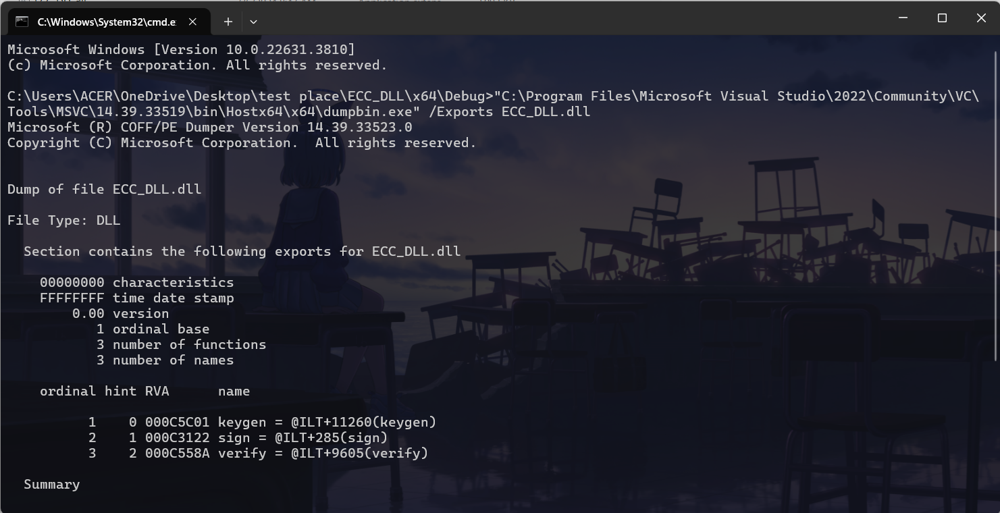 C:\Windows\System32\cmd.e
Microsoft Windows [Version 10.0.22631.3810]
(c) Microsoft Corporation. All rights reserved.
C:\Users\ACER\OneDrive\Desktop\test place\ECC_DLL\x64\Debug>"C:\Program Files\Microsoft Visual Studio\2022\Community\VC\
Tools\MSVC\14.39.33519\bin\Hostx64\x64\dumpbin.exe" /Exports ECC_DLL.dll
Microsoft (R) COFF/PE Dumper Version 14.39.33523.0
Copyright (C) Microsoft Corporation.  All rights reserved.
Dump of file ECC_DLL.dll
File Type: DLL
  Section contains the following exports for ECC_DLL.dll
    00000000 characteristics
    FFFFFFFF time date stamp
        0.00 version
           1 ordinal base
           3 number of functions
           3 number of names
    ordinal hint RVA      name
          1    0 000C5C01 keygen = @ILT+11260(keygen)
          2    1 000C3122 sign = @ILT+285(sign)
          3    2 000C558A verify = @ILT+9605(verify)
  Summary